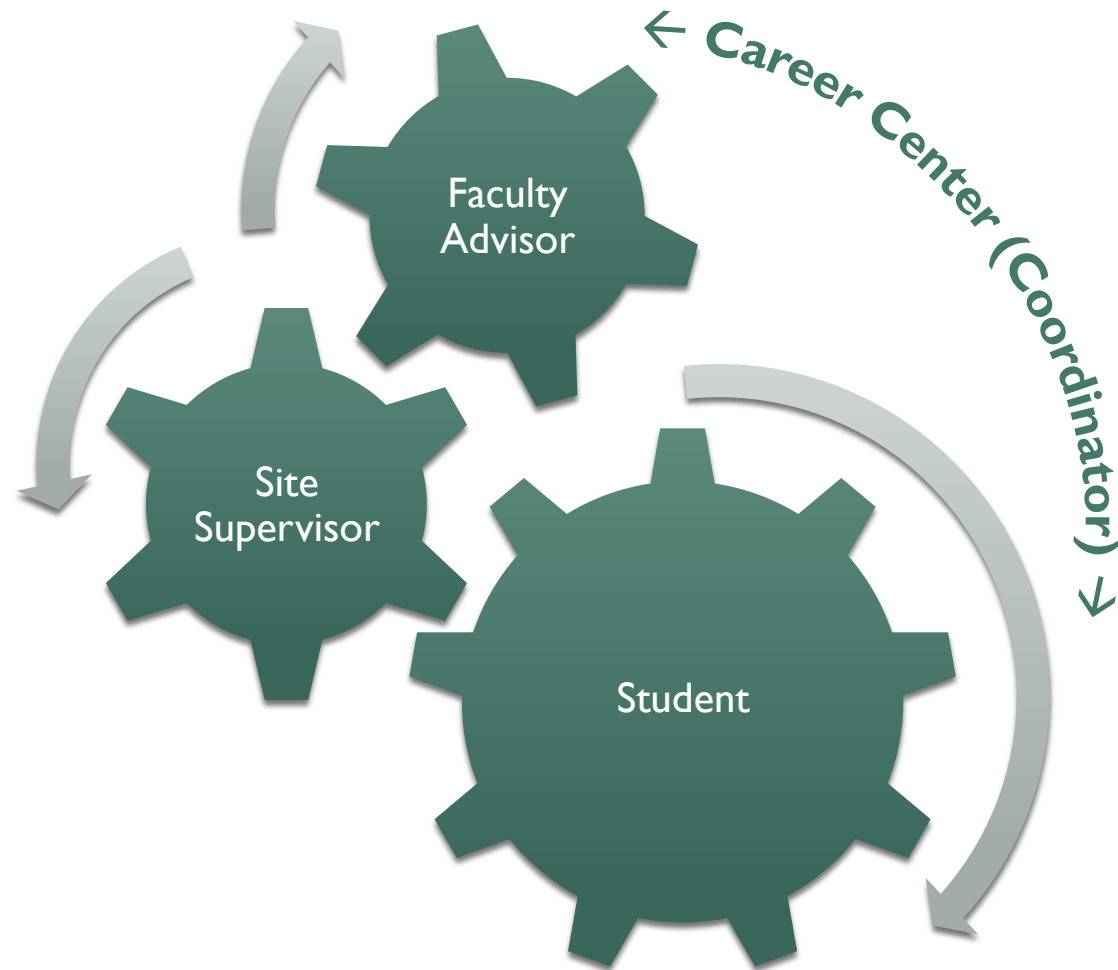 ← Career Center (Coordinator) →
Faculty
Advisor
Site
Supervisor
Student